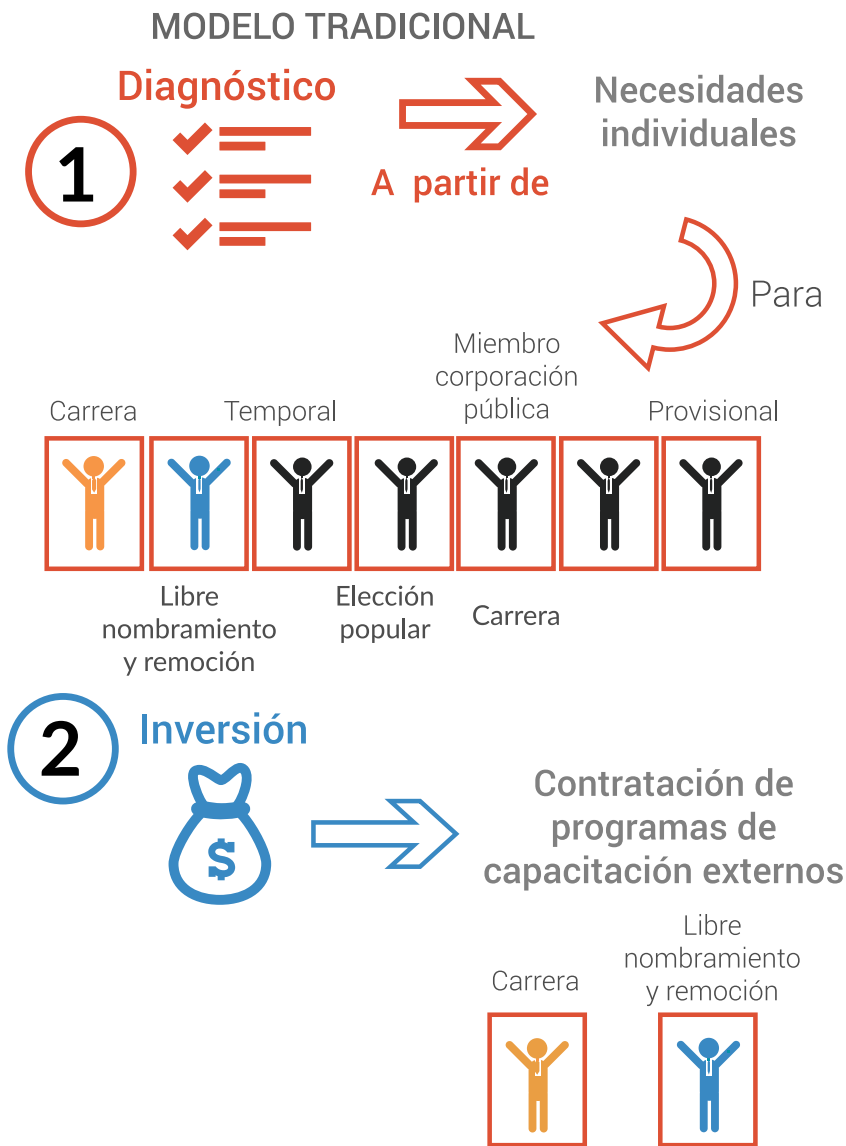 MODELO TRADICIONAL
Diagnóstico
1
A partir de
Necesidades
individuales
Para
Miembro
corporación
pública
Carrera
Temporal
Provisional
Libre
nombramiento
y remoción
Elección
popular
Carrera
2
Inversión
$
Contratación de
programas de
capacitación externos
Carrera
Libre
nombramiento
y remoción